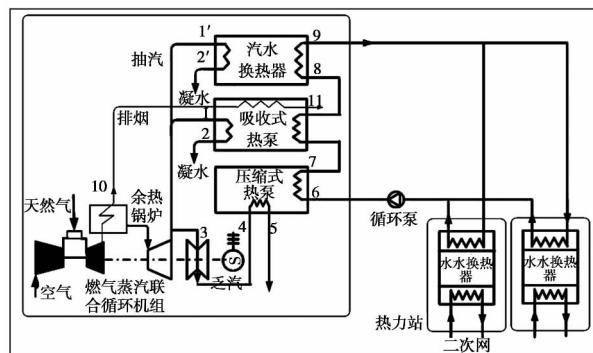 1′
9
抽汽
2′
汽水
换热器
8
凝水
排烟
1
11
吸收式
热泵
2
凝水
7
压缩式
热泵
6
10
余热
锅炉
天然气
3
4
5
循环泵
S
空气
燃气蒸汽联
合循环机组
乏汽
水水换热
器
水水换热
器
热力站
二次网